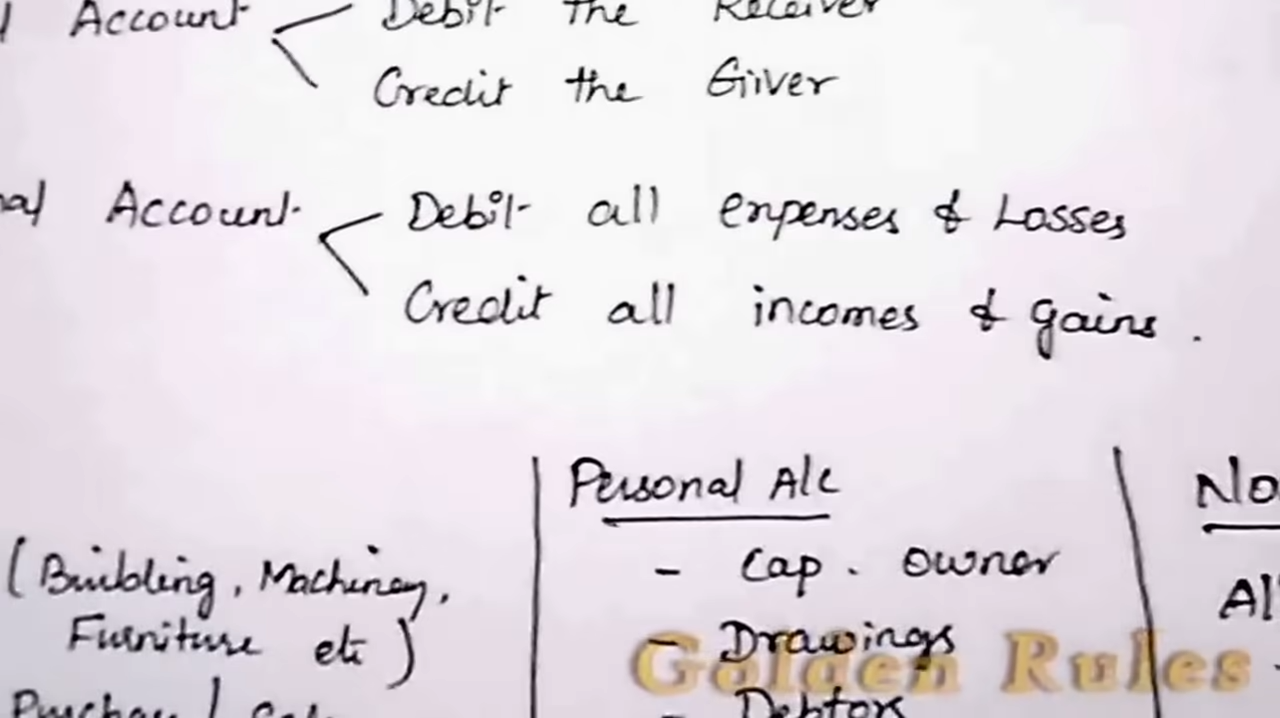 Account Debit the Receiver
Credit the Giver
Account Debit all expenses & Losses
Credit all incomes & gains.
Personal A/c
(Building, Machinery,
Furniture etc)
- Cap. Owner
- Drawings
- Debtors
Golden Rules